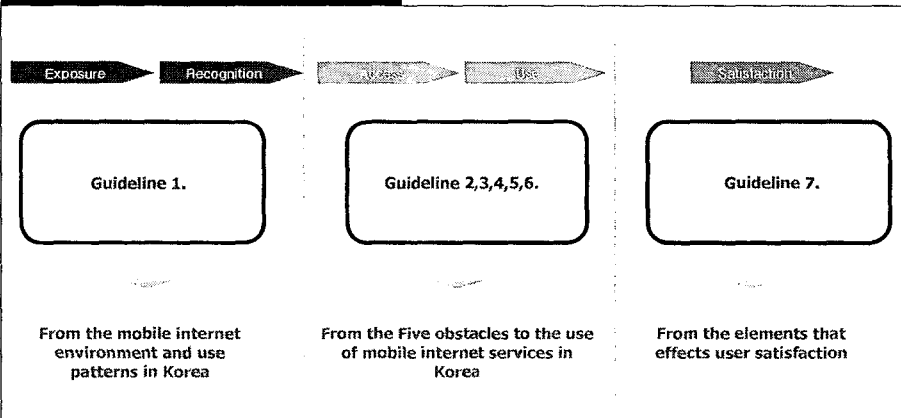 Exposure
Recognition
Access
Use
Satisfaction
Guideline 1.
Guideline 2,3,4,5,6.
Guideline 7.
From the mobile internet
environment and use
patterns in Korea
From the Five obstacles to the use
of mobile internet services in
Korea
From the elements that
effects user satisfaction